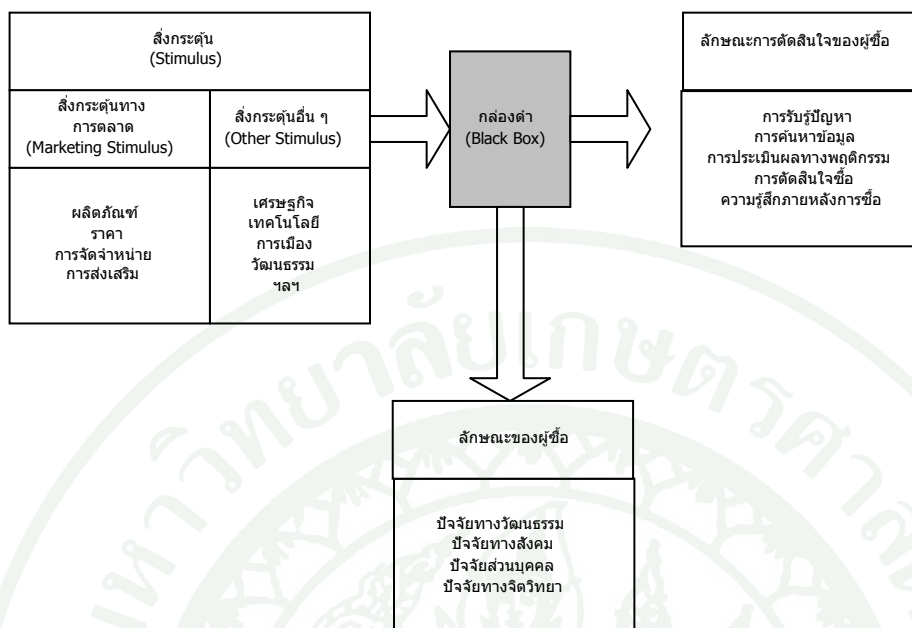 สิ่งกระตุ้น
(Stimulus)
สิ่งกระตุ้นทาง
การตลาด
(Marketing Stimulus)
สิ่งกระตุ้นอื่น ๆ
(Other Stimulus)
ผลิตภัณฑ์
ราคา
การจัดจำหน่าย
การส่งเสริม
เศรษฐกิจ
เทคโนโลยี
การเมือง
วัฒนธรรม
ฯลฯ
กล่องดำ
(Black Box)
ลักษณะการตัดสินใจของผู้ซื้อ
การรับรู้ปัญหา
การค้นหาข้อมูล
การประเมินผลทางพฤติกรรม
การตัดสินใจซื้อ
ความรู้สึกภายหลังการซื้อ
ลักษณะของผู้ซื้อ
ปัจจัยทางวัฒนธรรม
ปัจจัยทางสังคม
ปัจจัยส่วนบุคคล
ปัจจัยทางจิตวิทยา